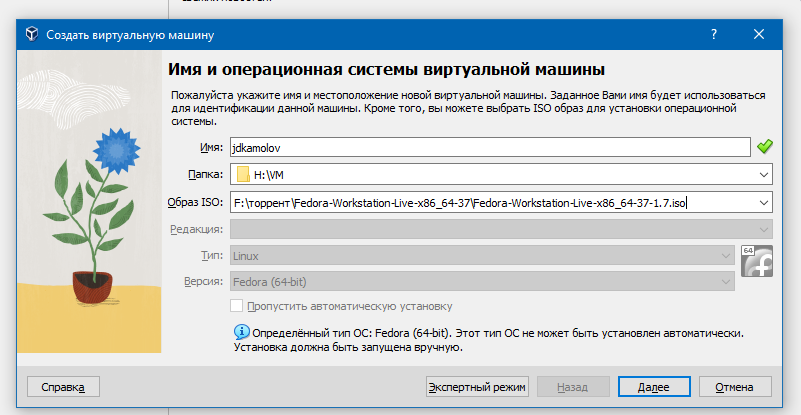 Создать виртуальную машину
?
Имя и операционная системы виртуальной машины
Пожалуйста укажите имя и местоположение новой виртуальной машины. Заданное Вами имя будет использоваться
для идентификации данной машины. Кроме того, вы можете выбрать ISO образ для установки операционной
системы.
Имя: jdkamolov
Папка: H:\VM
Образ ISO: F:\торрент\Fedora-Workstation-Live-x86_64-37\Fedora-Workstation-Live-x86_64-37-1.7.iso
Редакция:
Тип: Linux
64
Версия: Fedora (64-bit)
Пропустить автоматическую установку
Определённый тип ОС: Fedora (64-bit). Этот тип ОС не может быть установлен автоматически.
Установка должна быть запущена вручную.
Справка Экспертный режим Назад Далее Отмена